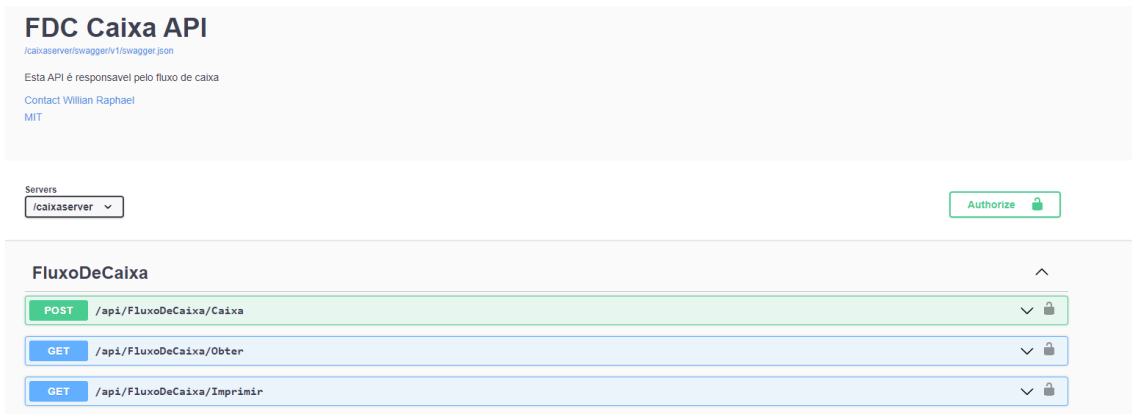 FDC Caixa API
/caixaserver/swagger/v1/swagger.json
Esta API é responsavel pelo fluxo de caixa
Contact Willian Raphael
MIT
Servers
/caixaserver
Authorize
FluxoDeCaixa
POST /api/FluxoDeCaixa/Caixa
GET /api/FluxoDeCaixa/Obter
GET /api/FluxoDeCaixa/Imprimir